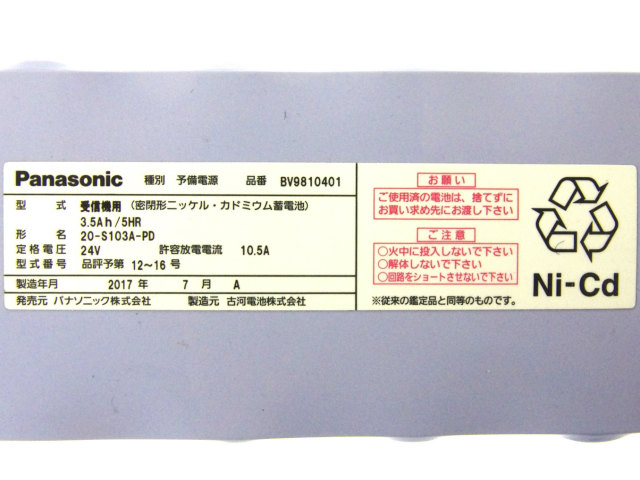 Panasonic 種別 予備電源 品番 BV9810401
型 式 受信機用 (密閉形ニッケル・カドミウム蓄電池)
3.5Ah/5HR
形 名 20-S103A-PD
定格電圧 24V 許容放電電流 10.5A
型式番号 品評予第 12～16 号
製造年月 2017 年 7 月 A
発売元 パナソニック株式会社 製造元 古河電池株式会社
お願い
ご使用済の電池は、捨てずに
お買い求め先にお渡し下さい
ご注意
○火中に投入しないで下さい
○解体しないで下さい
○回路をショートさせないで下さい
※従来の鑑定品と同等のものです。
Ni-Cd